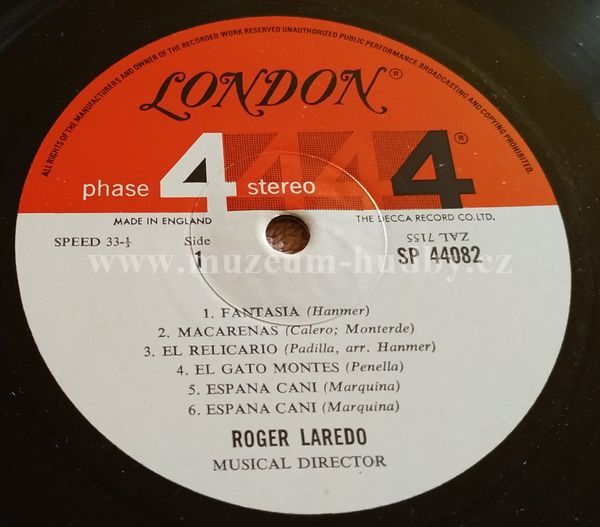 ALL RIGHTS OF THE MANUFACTURERS AND OWNER OF THE RECORDED WORK RESERVED UNAUTHORIZED PUBLIC PERFORMANCE, BROADCASTING AND COPYING PROHIBITED.
LONDON®
phase 4 stereo 4®
MADE IN ENGLAND THE DECCA RECORD CO. LTD.
SPEED 33-⅓ Side ZAL 7155
1 SP 44082
www.muzeum-hudby.cz
1. FANTASIA (Hanmer)
2. MACARENAS (Calero; Monterde)
3. EL RELICARIO (Padilla, arr. Hanmer)
4. EL GATO MONTES (Penella)
5. ESPANA CANI (Marquina)
6. ESPANA CANI (Marquina)
ROGER LAREDO
MUSICAL DIRECTOR